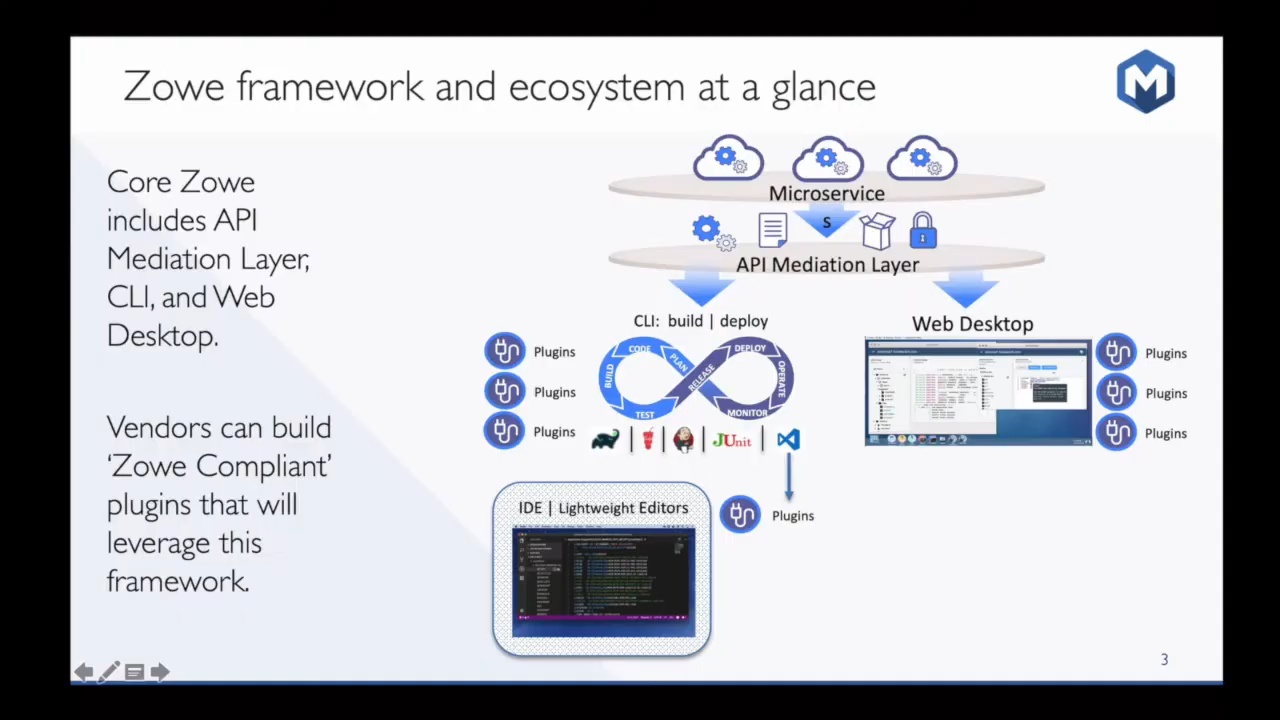 Zowe framework and ecosystem at a glance
M
Core Zowe
includes API
Mediation Layer,
CLI, and Web
Desktop.
Vendors can build
‘Zowe Compliant’
plugins that will
leverage this
framework.
Microservice
s
API Mediation Layer
CLI: build | deploy
Web Desktop
Plugins
Plugins
Plugins
CODE
PLAN
BUILD
TEST
RELEASE
DEPLOY
OPERATE
MONITOR
JUnit
Plugins
Plugins
Plugins
IDE | Lightweight Editors
Plugins
3